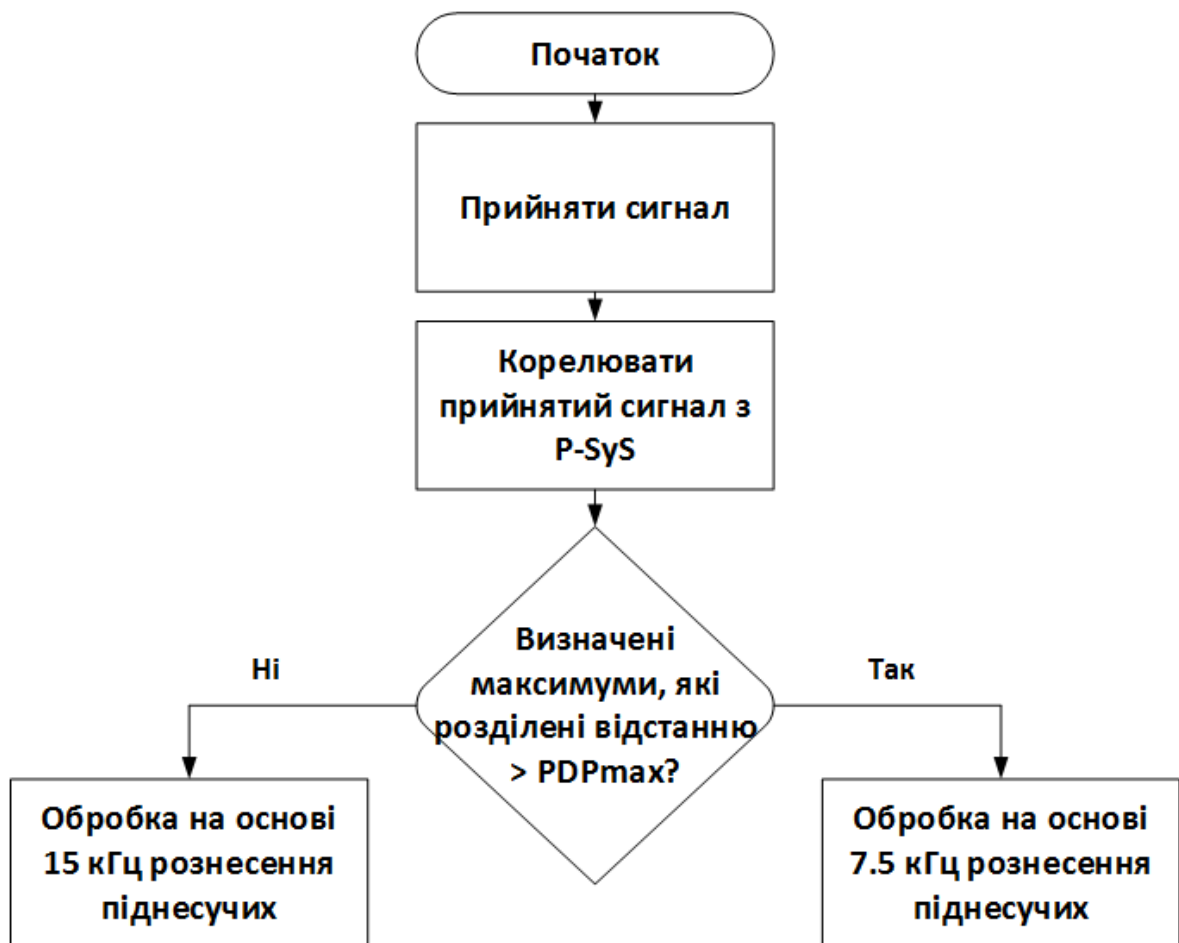 Початок
Прийняти сигнал
Корелювати
прийнятий сигнал з
P-SyS
Визначені
максимуми, які
розділені відстанню
> PDPmax?
Ні
Так
Обробка на основі
15 кГц рознесення
піднесучих
Обробка на основі
7.5 кГц рознесення
піднесучих